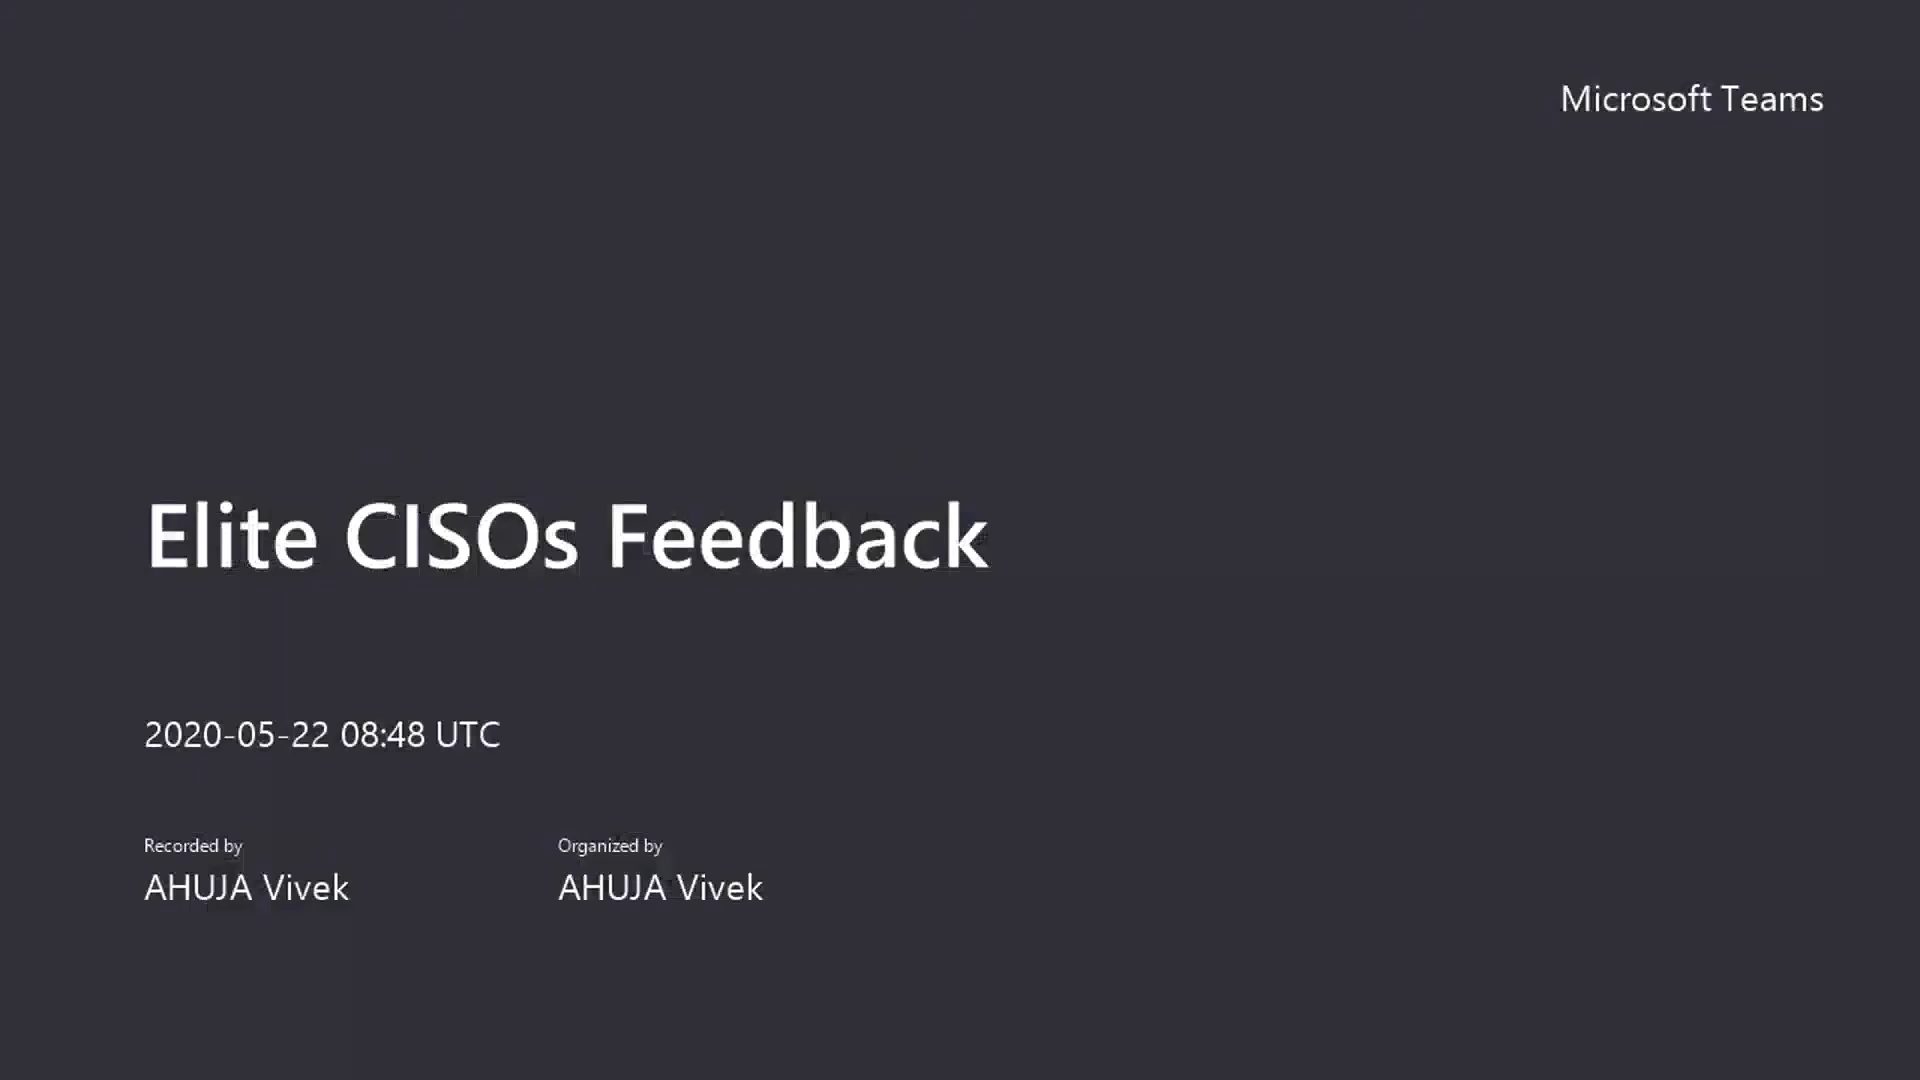 Microsoft Teams
Elite CISOs Feedback
2020-05-22 08:48 UTC
Recorded by
AHUJA Vivek
Organized by
AHUJA Vivek